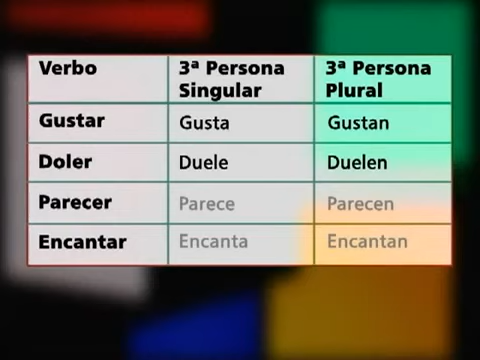 Verbo 3ª Persona Singular 3ª Persona Plural
Gustar Gusta Gustan
Doler Duele Duelen
Parecer Parece Parecen
Encantar Encanta Encantan